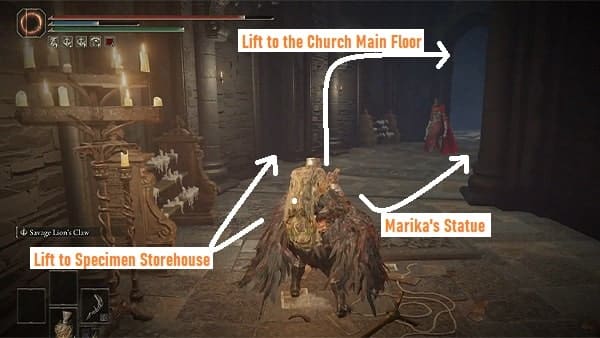 Lift to the Church Main Floor
Marika's Statue
Savage Lion's Claw
Lift to Specimen Storehouse